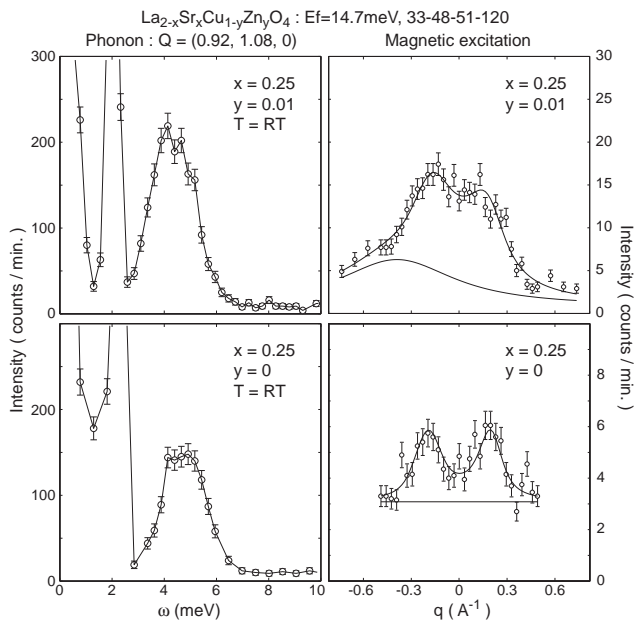 La2-xSrxCu1-yZnyO4 : Ef=14.7meV, 33-48-51-120
Phonon : Q = (0.92, 1.08, 0)
Magnetic excitation
300
200
100
0
x = 0.25
y = 0.01
T = RT
x = 0.25
y = 0.01
30
25
20
15
10
5
0
Intensity ( counts / min. )
Intensity ( counts / min. )
200
100
0
x = 0.25
y = 0
T = RT
x = 0.25
y = 0
8
6
4
2
0
0 2 4 6 8 10
ω (meV)
-0.6 -0.3 0 0.3 0.6
q ( A-1 )